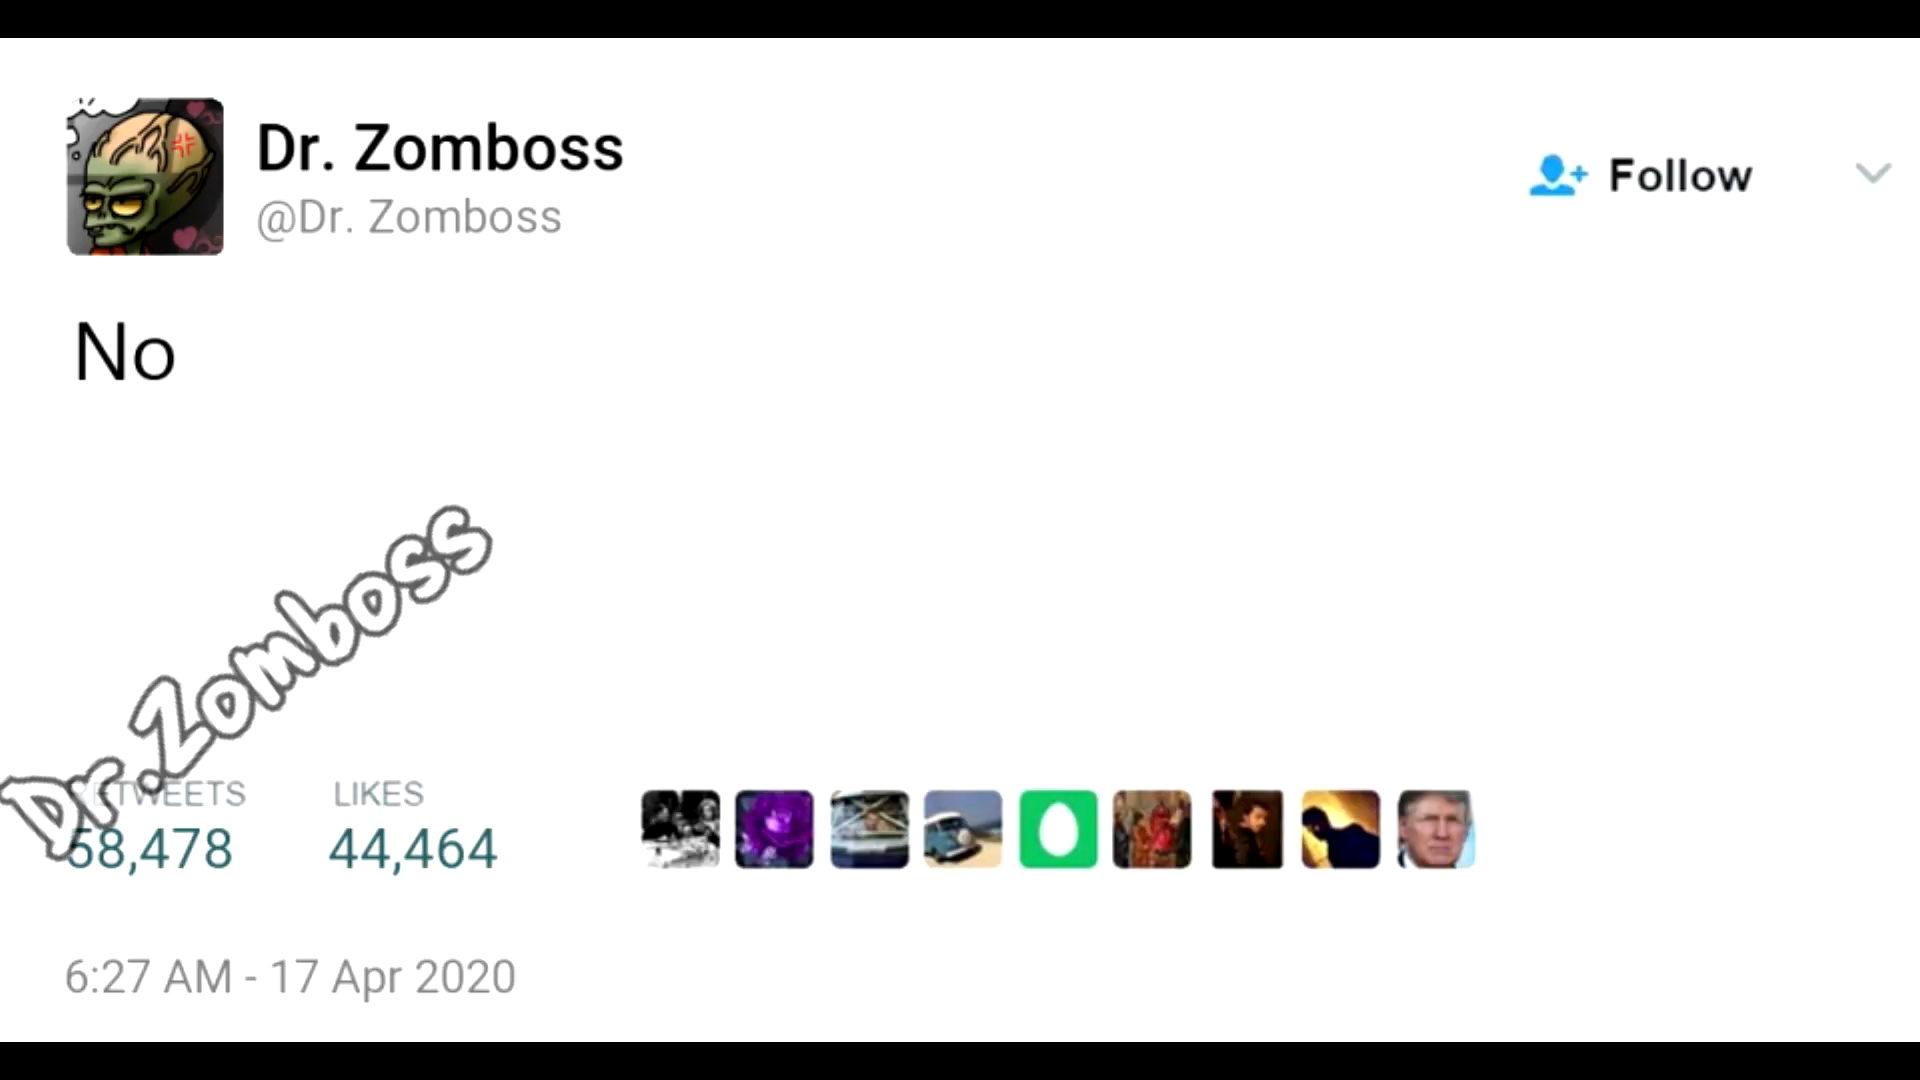 Dr. Zomboss
@Dr. Zomboss
Follow
No
Dr.Zomboss
RETWEETS
LIKES
58,478
44,464
6:27 AM - 17 Apr 2020